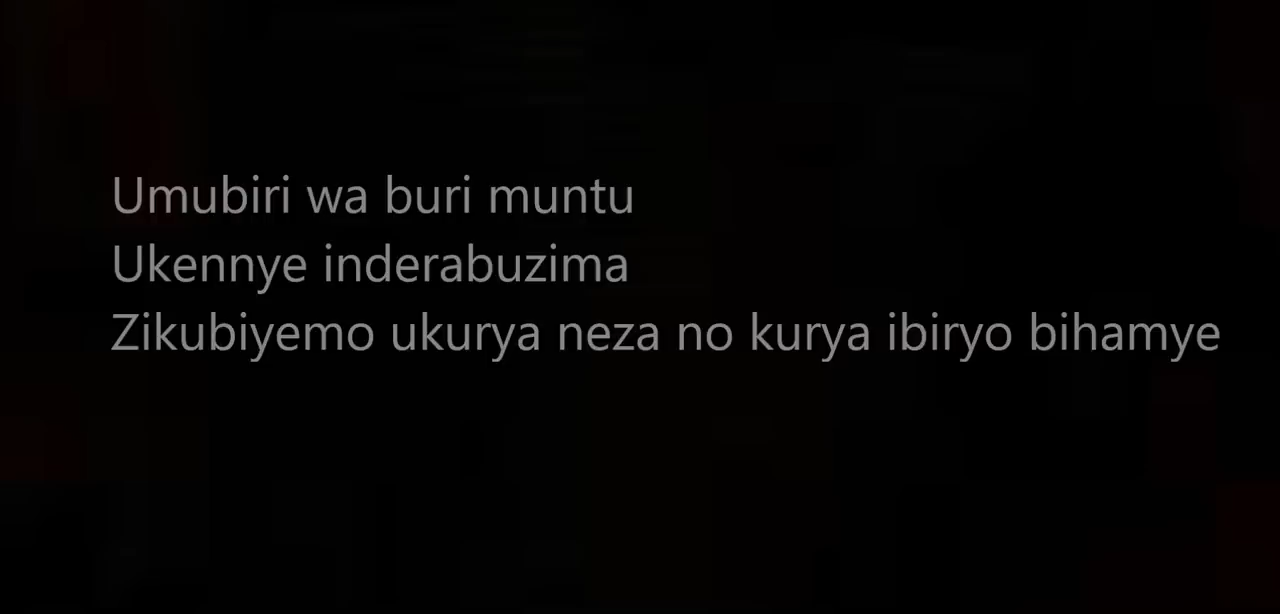 Umubiri wa buri muntu
Ukennye inderabuzima
Zikubiyemo ukurya neza no kurya ibiryo bihamye